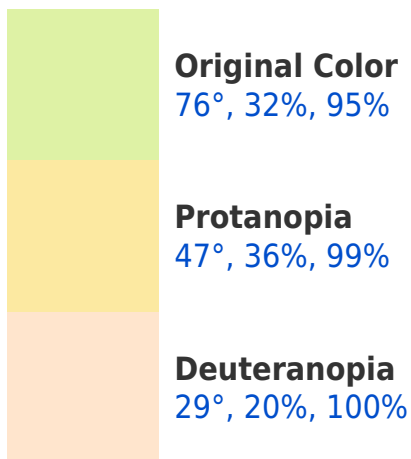 Original Color
76°, 32%, 95%
Protanopia
47°, 36%, 99%
Deuteranopia
29°, 20%, 100%